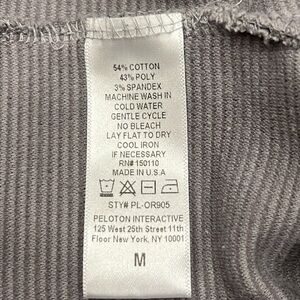 54% COTTON
43% POLY
3% SPANDEX
MACHINE WASH IN
COLD WATER
GENTLE CYCLE
NO BLEACH
LAY FLAT TO DRY
COOL IRON
IF NECESSARY
RN# 150110
MADE IN U.S.A
STY# PL-OR905
PELOTON INTERACTIVE
125 West 25th Street 11th
Floor New York, NY 10001
M